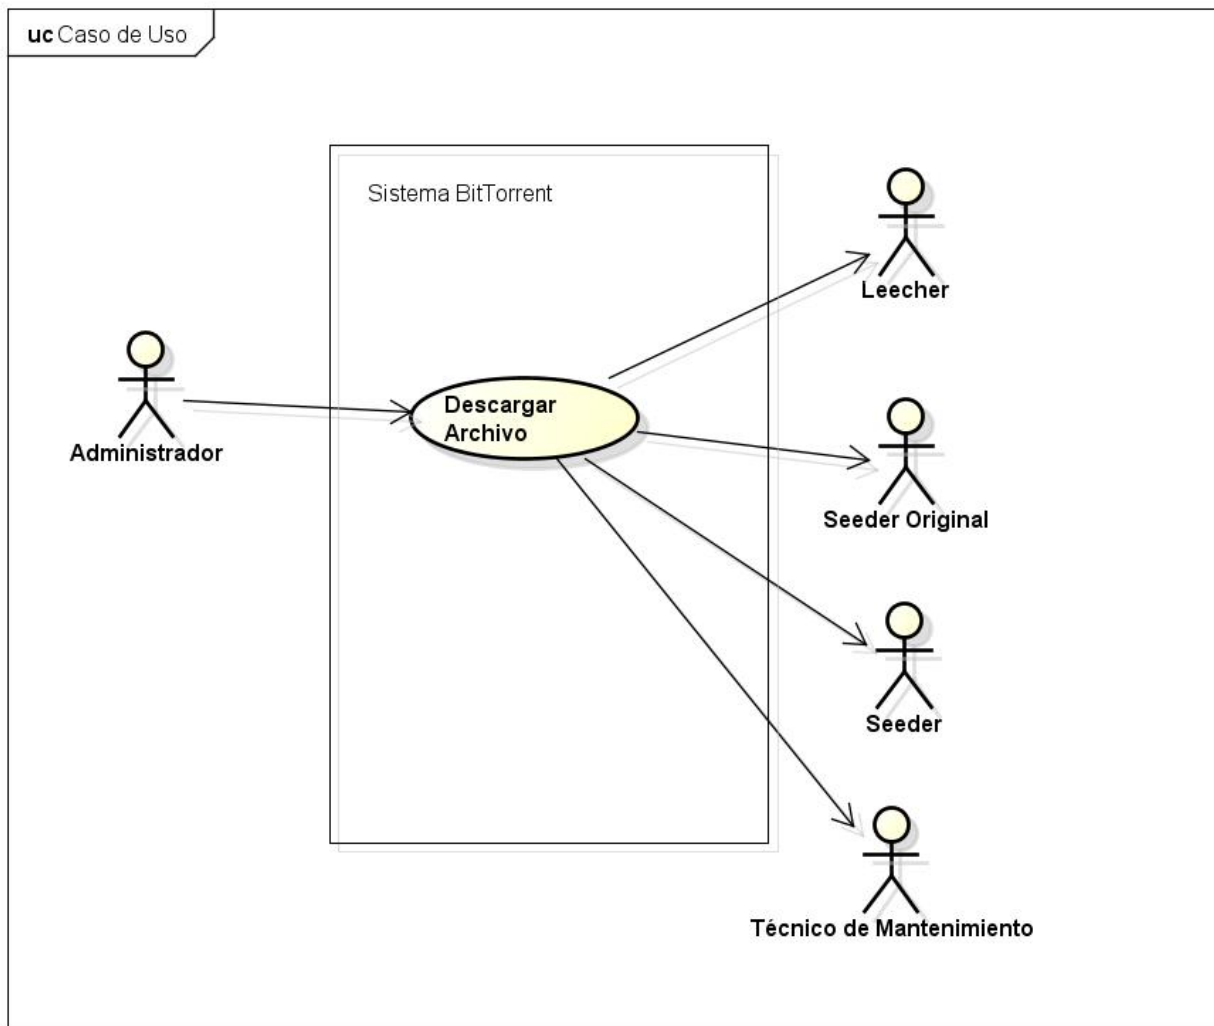 uc Caso de Uso
Sistema BitTorrent
Leecher
Administrador
Descargar
Archivo
Seeder Original
Seeder
Técnico de Mantenimiento